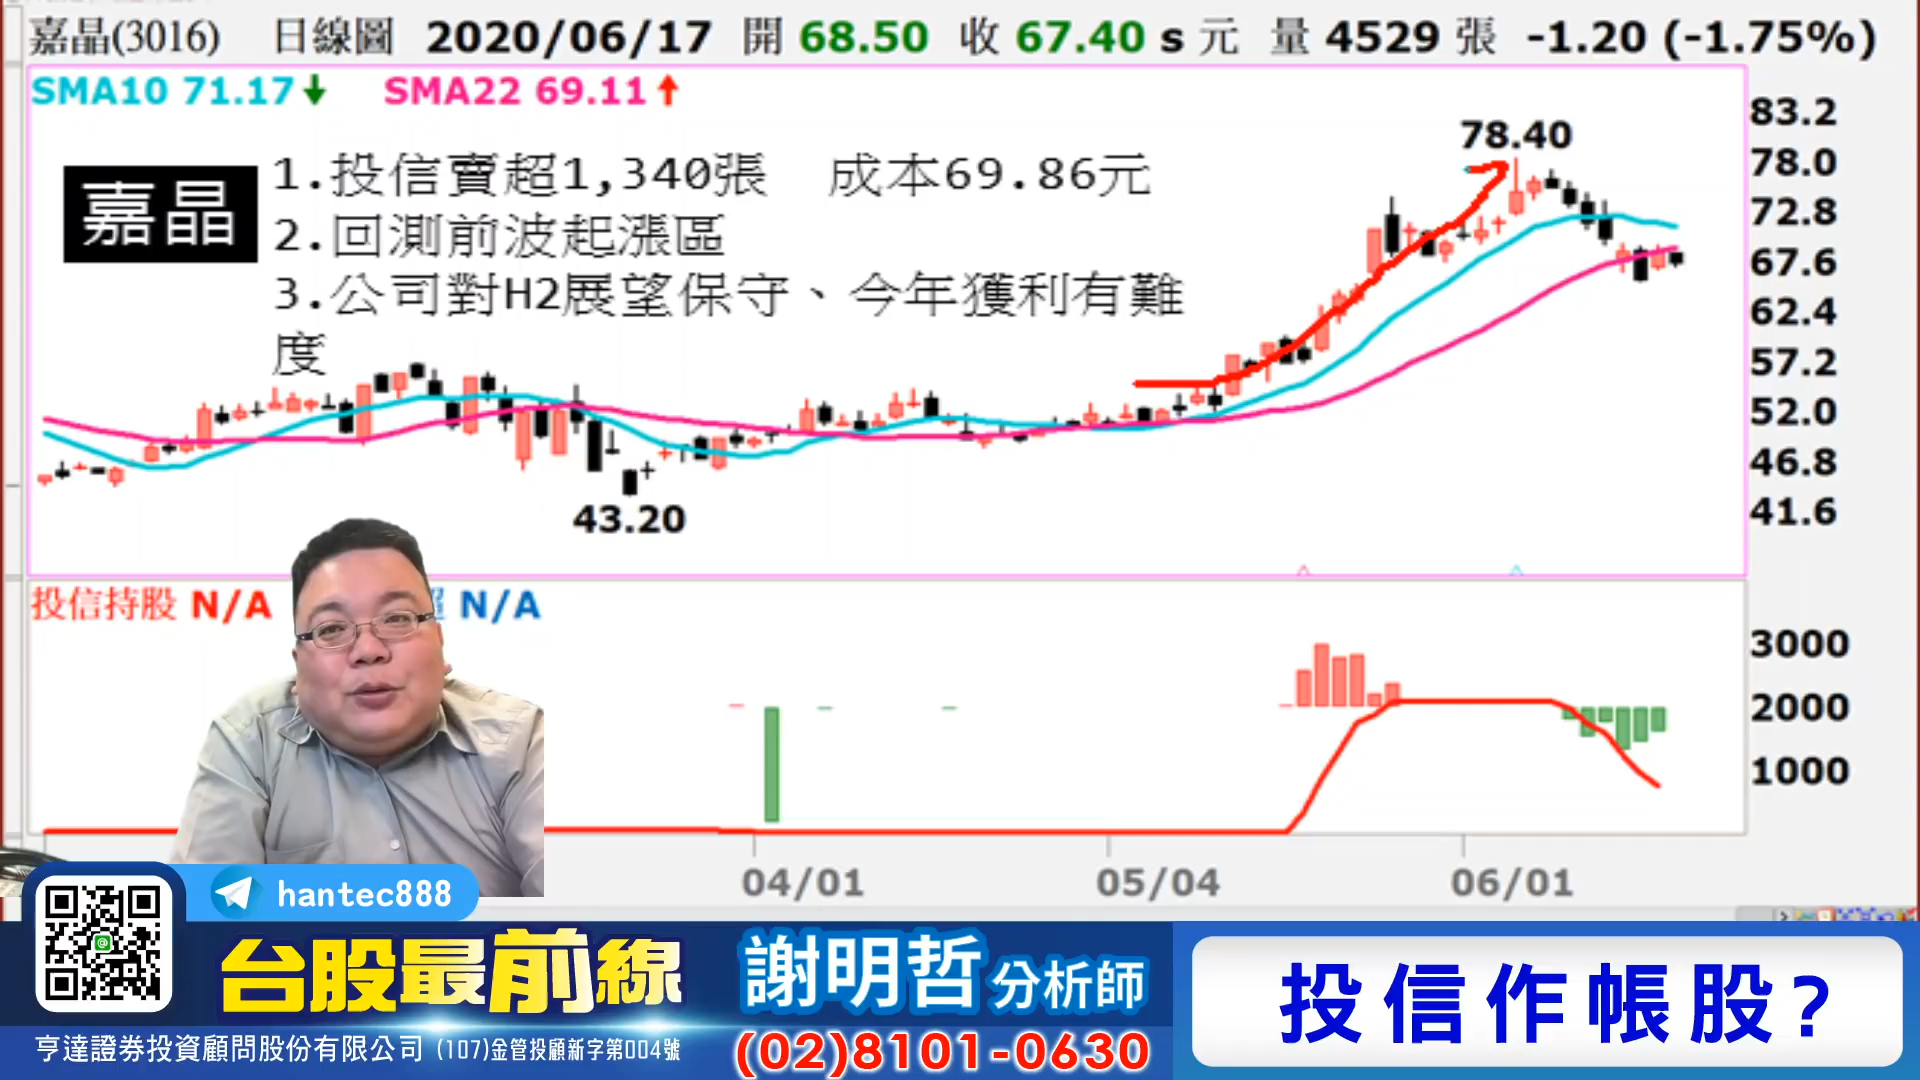 嘉晶(3016) 日線圖 2020/06/17 開 68.50 收 67.40 s 元 量 4529 張 -1.20 (-1.75%)
SMA10 71.17↓ SMA22 69.11↑
83.2
78.40
78.0
嘉晶
1.投信賣超1,340張 成本69.86元
72.8
2.回測前波起漲區
67.6
3.公司對H2展望保守、今年獲利有難
62.4
度
57.2
52.0
46.8
43.20
41.6
投信持股 N/A N/A
3000
2000
1000
04/01 05/04 06/01
hantec888
台股最前線
謝明哲 分析師
投信作帳股?
亨達證券投資顧問股份有限公司 (107)金管投顧新字第004號
(02)8101-0630